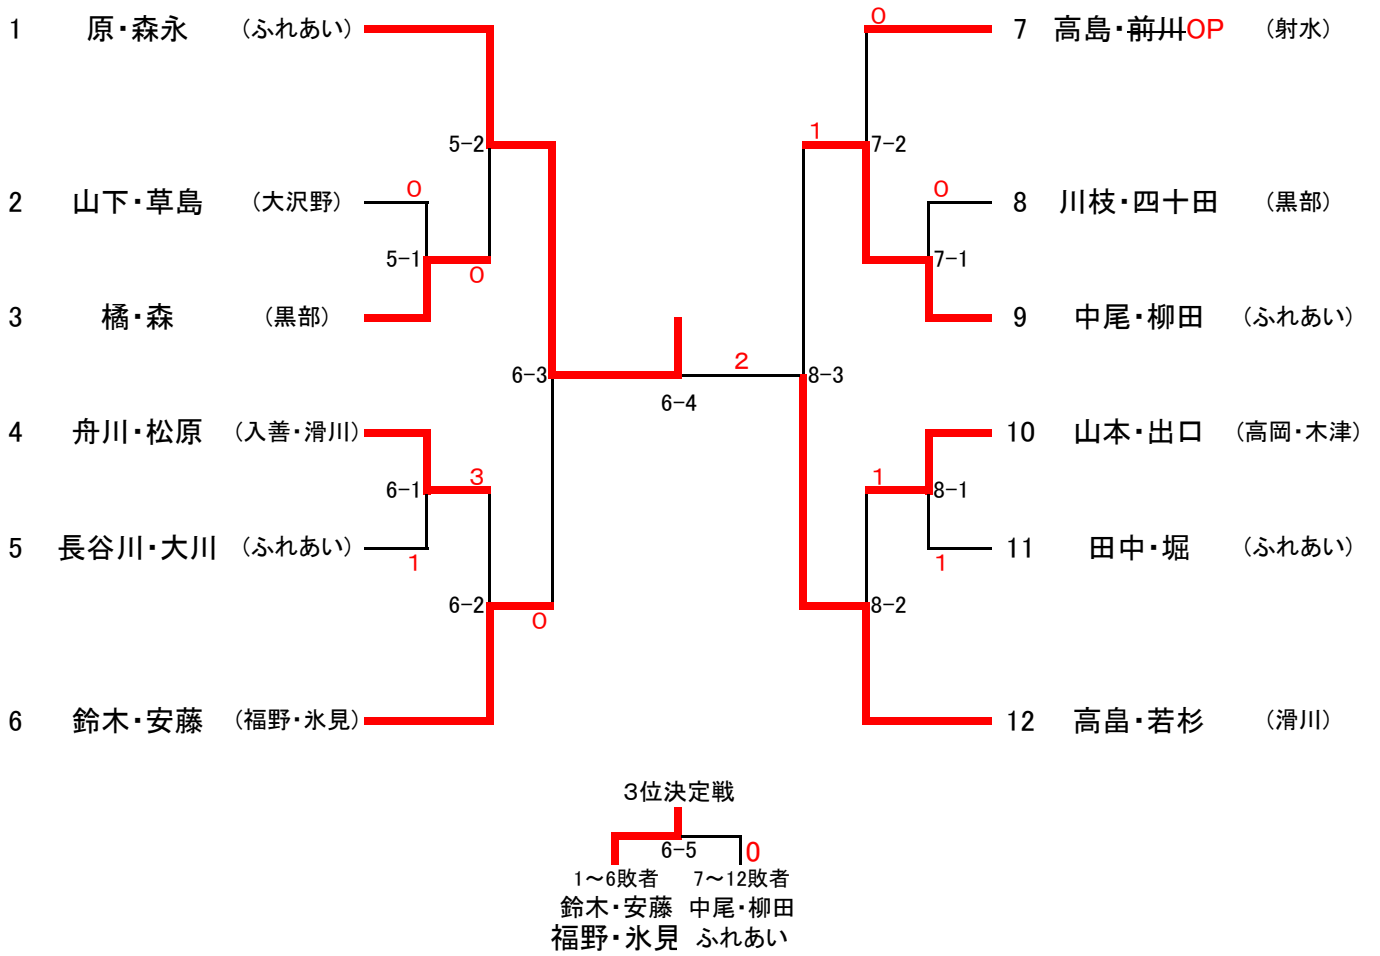 1 原・森永 (ふれあい)
5-2
2 山下・草島 (大沢野) 0
5-1
0
3 橘・森 (黒部)
6-3
4 舟川・松原 (入善・滑川)
6-1
3
5 長谷川・大川 (ふれあい) 1
6-2
0
6 鈴木・安藤 (福野・氷見)
6-4
2
0 7 高島・前川OP (射水)
1
7-2
0 8 川枝・四十田 (黒部)
7-1
9 中尾・柳田 (ふれあい)
8-3
10 山本・出口 (高岡・木津)
1
8-1
1 11 田中・堀 (ふれあい)
8-2
12 高畠・若杉 (滑川)
3位決定戦
6-5 0
1~6敗者 7~12敗者
鈴木・安藤 中尾・柳田
福野・氷見 ふれあい